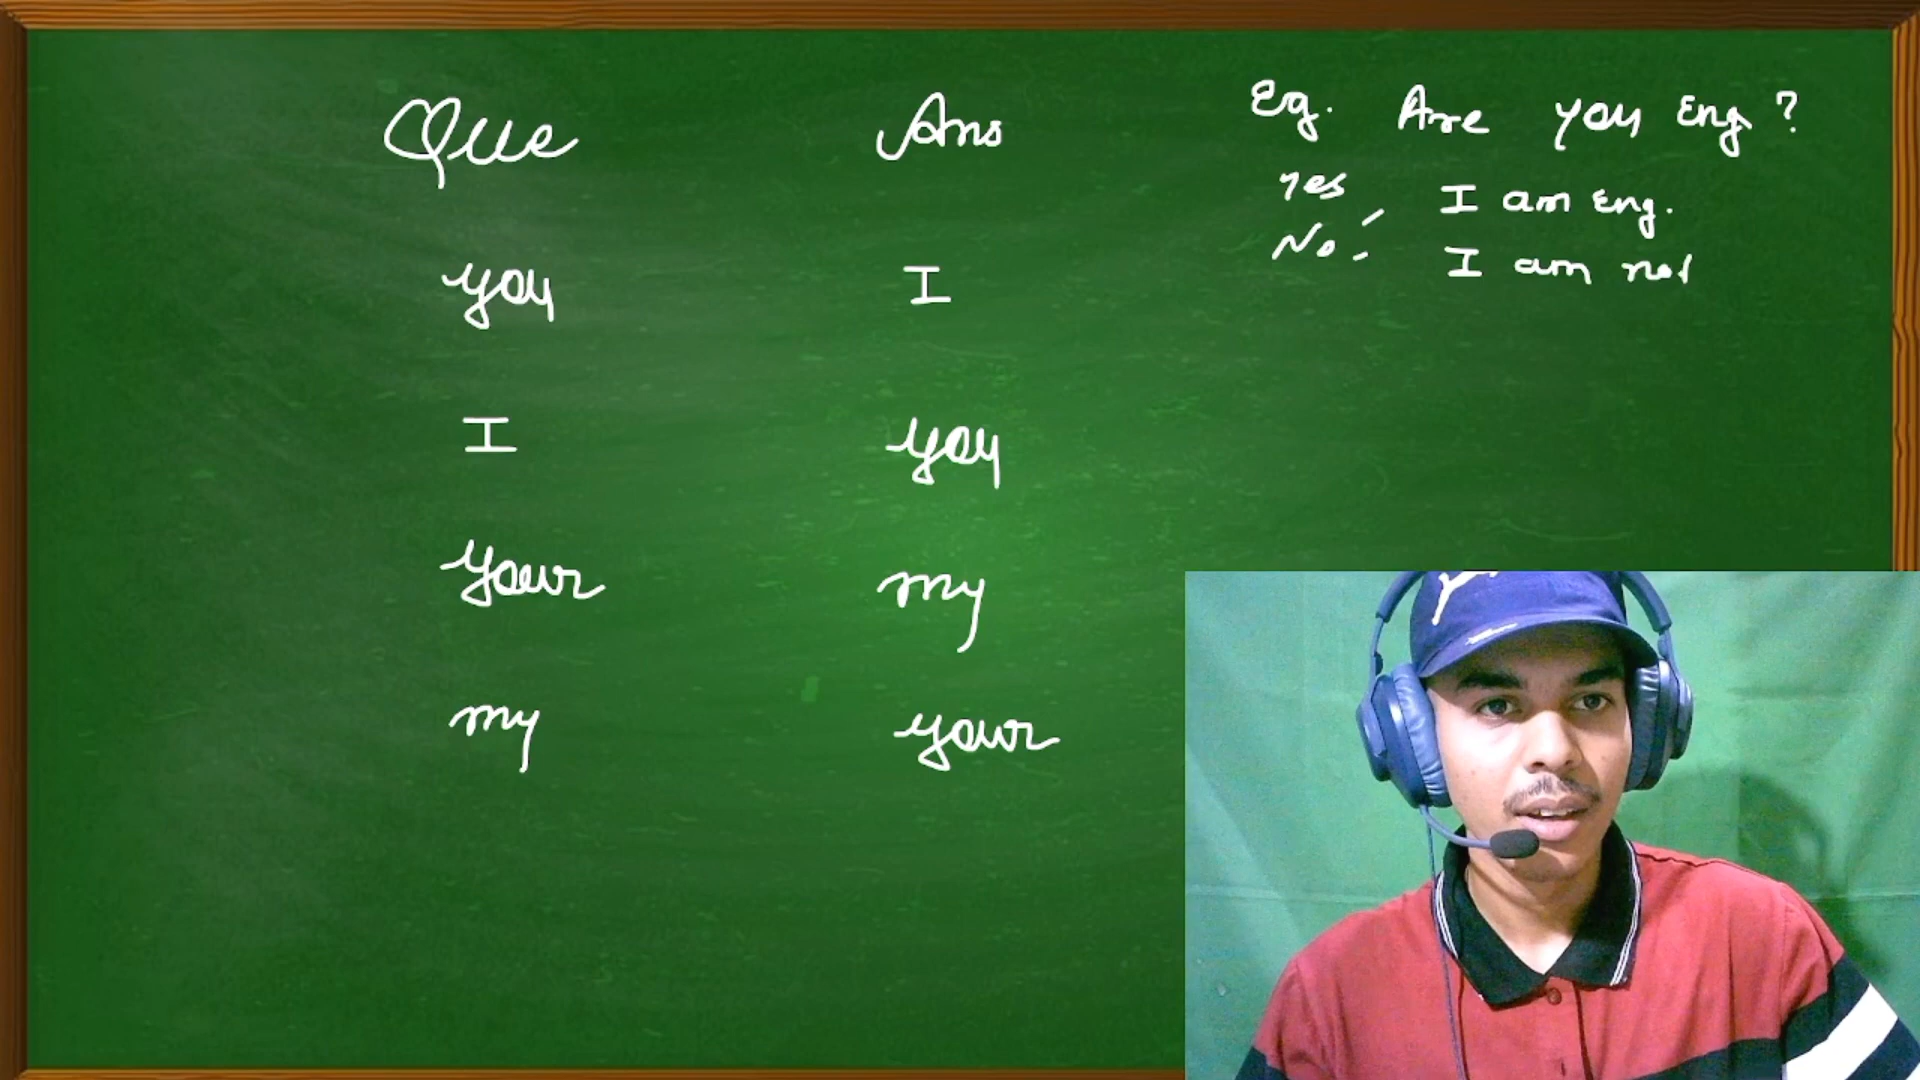 Que Ans
you I
I you
your my
my your
Eg. Are you Eng ?
Yes, I am Eng.
No. I am not